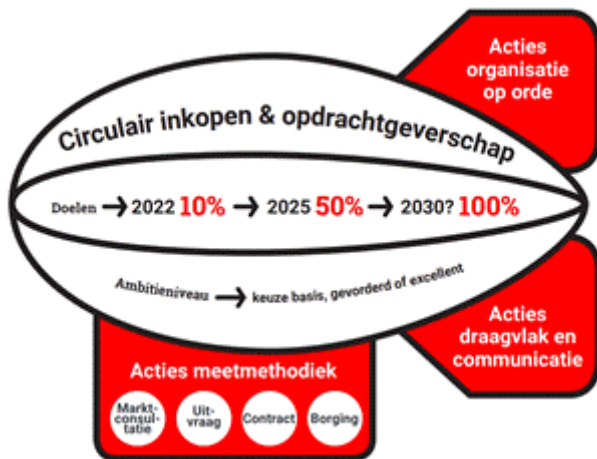 Acties
organisatie
op orde
Circulair inkopen & opdrachtgeverschap
Doelen → 2022 10% → 2025 50% → 2030? 100%
Ambitieniveau → keuze basis, gevorderd of excellent
Acties
draagvlak en
communicatie
Acties meetmethodiek
Markt-
consul-
tatie
Uit-
vraag
Contract
Borging